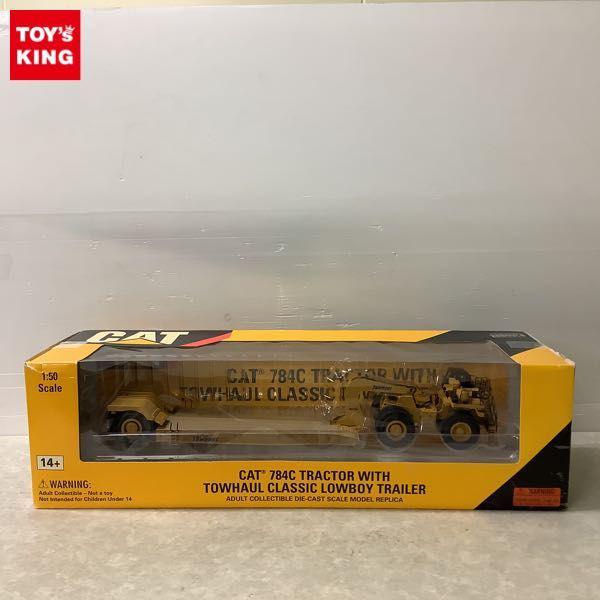 TOY's
KING
CAT
1:50
Scale
CAT® 784C TRACTOR WITH
TOWHAUL CLASSIC
14+
WARNING:
Adult Collectible – Not a toy
Not Intended for Children Under 14
CAT® 784C TRACTOR WITH
TOWHAUL CLASSIC LOWBOY TRAILER
ADULT COLLECTIBLE DIE-CAST SCALE MODEL REPLICA
WARNING: